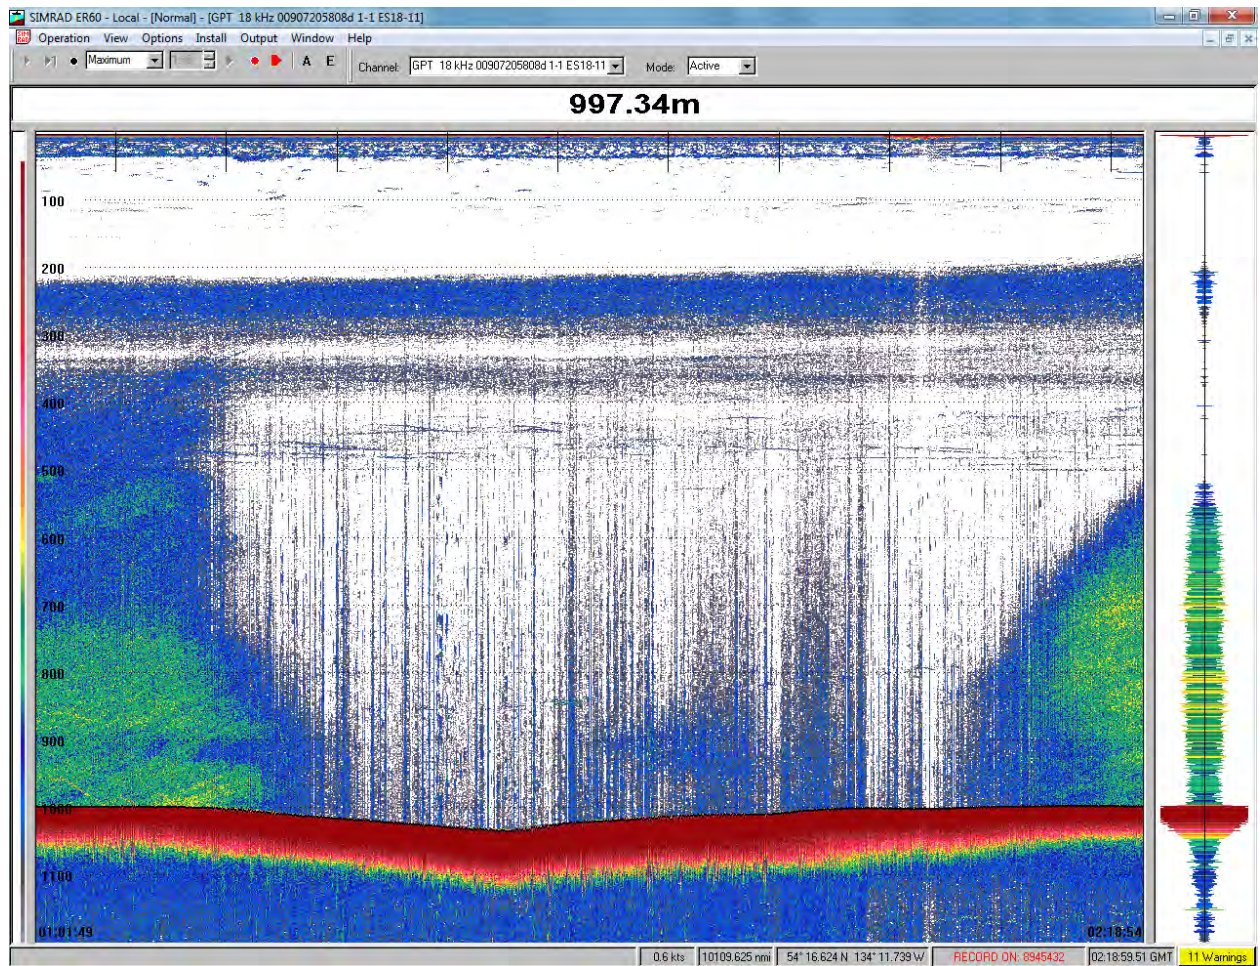 SIMRAD ER60 - Local - [Normal] - [GPT 18 kHz 00907205808d 1-1 ES18-11]
Operation View Options Install Output Window Help
Maximum A E Channel: GPT 18 kHz 00907205808d 1-1 ES18-11 Mode: Active
997.34m
100
200
300
400
500
600
700
800
900
1000
1100
01:01:49 02:18:54
0.6 kts 10109.625 nmi 54° 16.624 N 134° 11.739 W RECORD ON: 8945432 02:18:59.51 GMT 11 Warnings